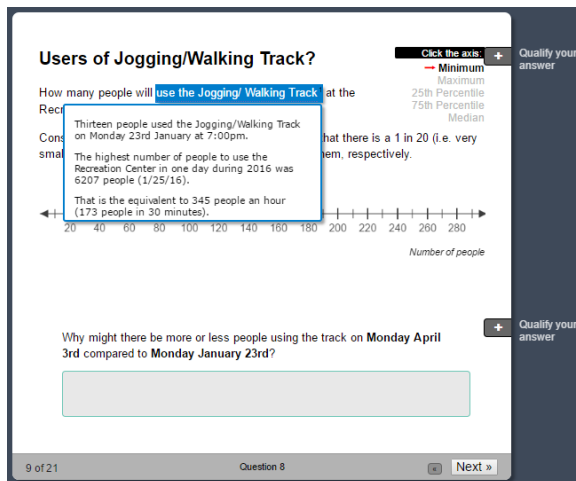 Users of Jogging/Walking Track?
Click the axis:
Minimum
Maximum
25th Percentile
75th Percentile
Median
+ Qualify your
answer
How many people will use the Jogging/ Walking Track at the
Recr
Thirteen people used the Jogging/Walking Track
on Monday 23rd January at 7:00pm.
The highest number of people to use the
Recreation Center in one day during 2016 was
6207 people (1/25/16).
That is the equivalent to 345 people an hour
(173 people in 30 minutes).
Cons hat there is a 1 in 20 (i.e. very
smal em, respectively.
20 40 60 80 100 120 140 160 180 200 220 240 260 280
Number of people
+ Qualify your
answer
Why might there be more or less people using the track on Monday April
3rd compared to Monday January 23rd?
9 of 21 Question 8 « Next »